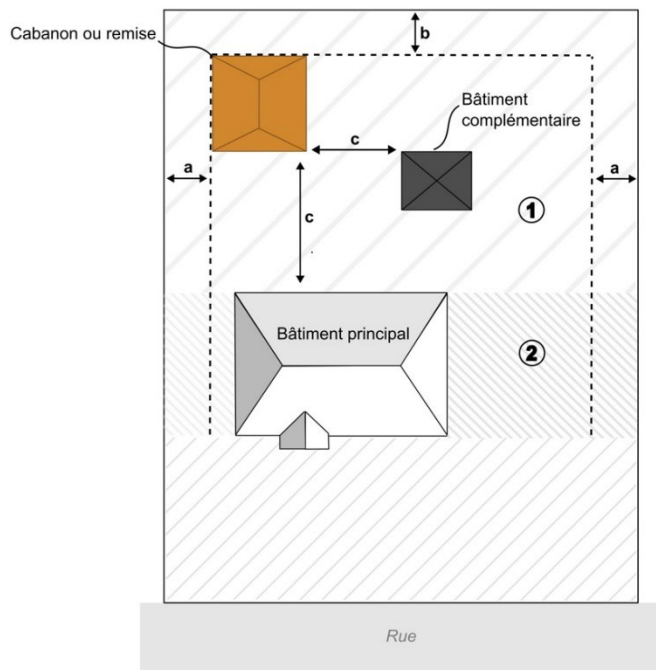 b
Cabanon ou remise
Bâtiment
complémentaire
c
a
a
1
c
Bâtiment principal
2
Rue